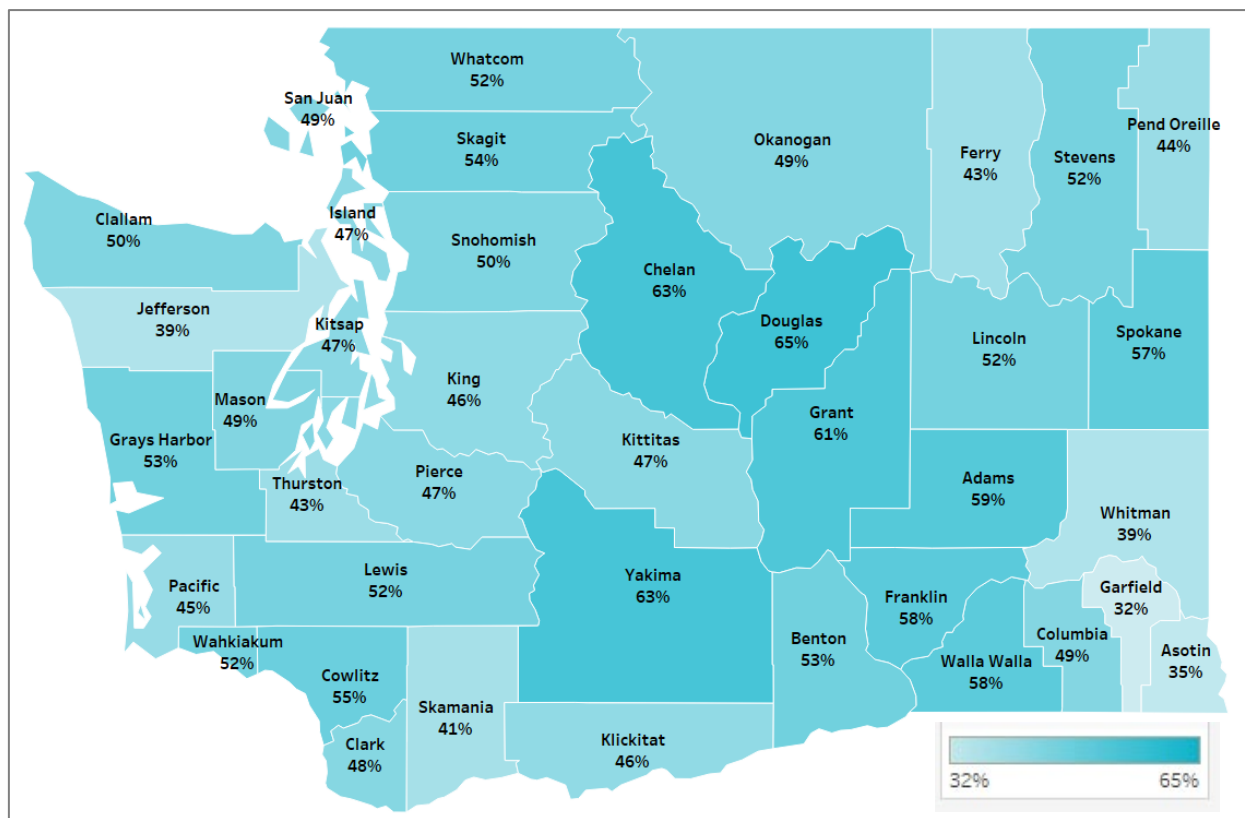 Whatcom
52%
San Juan
49%
Skagit
54%
Okanogan
49%
Ferry
43%
Stevens
52%
Pend Oreille
44%
Clallam
50%
Island
47%
Snohomish
50%
Chelan
63%
Jefferson
39%
Kitsap
47%
Douglas
65%
Lincoln
52%
Spokane
57%
King
46%
Mason
49%
Grant
61%
Grays Harbor
53%
Kittitas
47%
Thurston
43%
Pierce
47%
Adams
59%
Whitman
39%
Lewis
52%
Yakima
63%
Pacific
45%
Franklin
58%
Garfield
32%
Wahkiakum
52%
Benton
53%
Columbia
49%
Asotin
35%
Walla Walla
58%
Cowlitz
55%
Skamania
41%
Clark
48%
Klickitat
46%
32% 65%